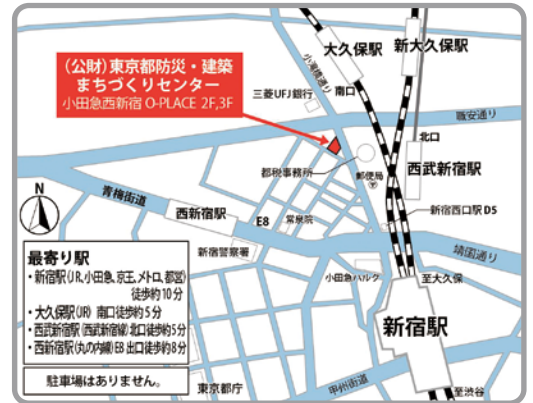 (公財)東京都防災・建築
まちづくりセンター
小田急西新宿 O-PLACE 2F,3F
大久保駅
南口
新大久保駅
小滝橋通り
三菱UFJ銀行
職安通り
北口
西武新宿駅
都税事務所
郵便局
新宿西口駅 D5
N
青梅街道
西新宿駅
E8
常泉院
新宿警察署
靖国通り
小田急ハルク
至大久保
新宿駅
最寄り駅
・新宿駅(JR、小田急、京王、メトロ、都営)
徒歩約10分
・大久保駅(JR) 南口徒歩約5分
・西武新宿駅(西武新宿線)北口徒歩約5分
・西新宿駅(丸の内線)E8 出口徒歩約8分
駐車場はありません。
東京都庁
甲州街道
至渋谷